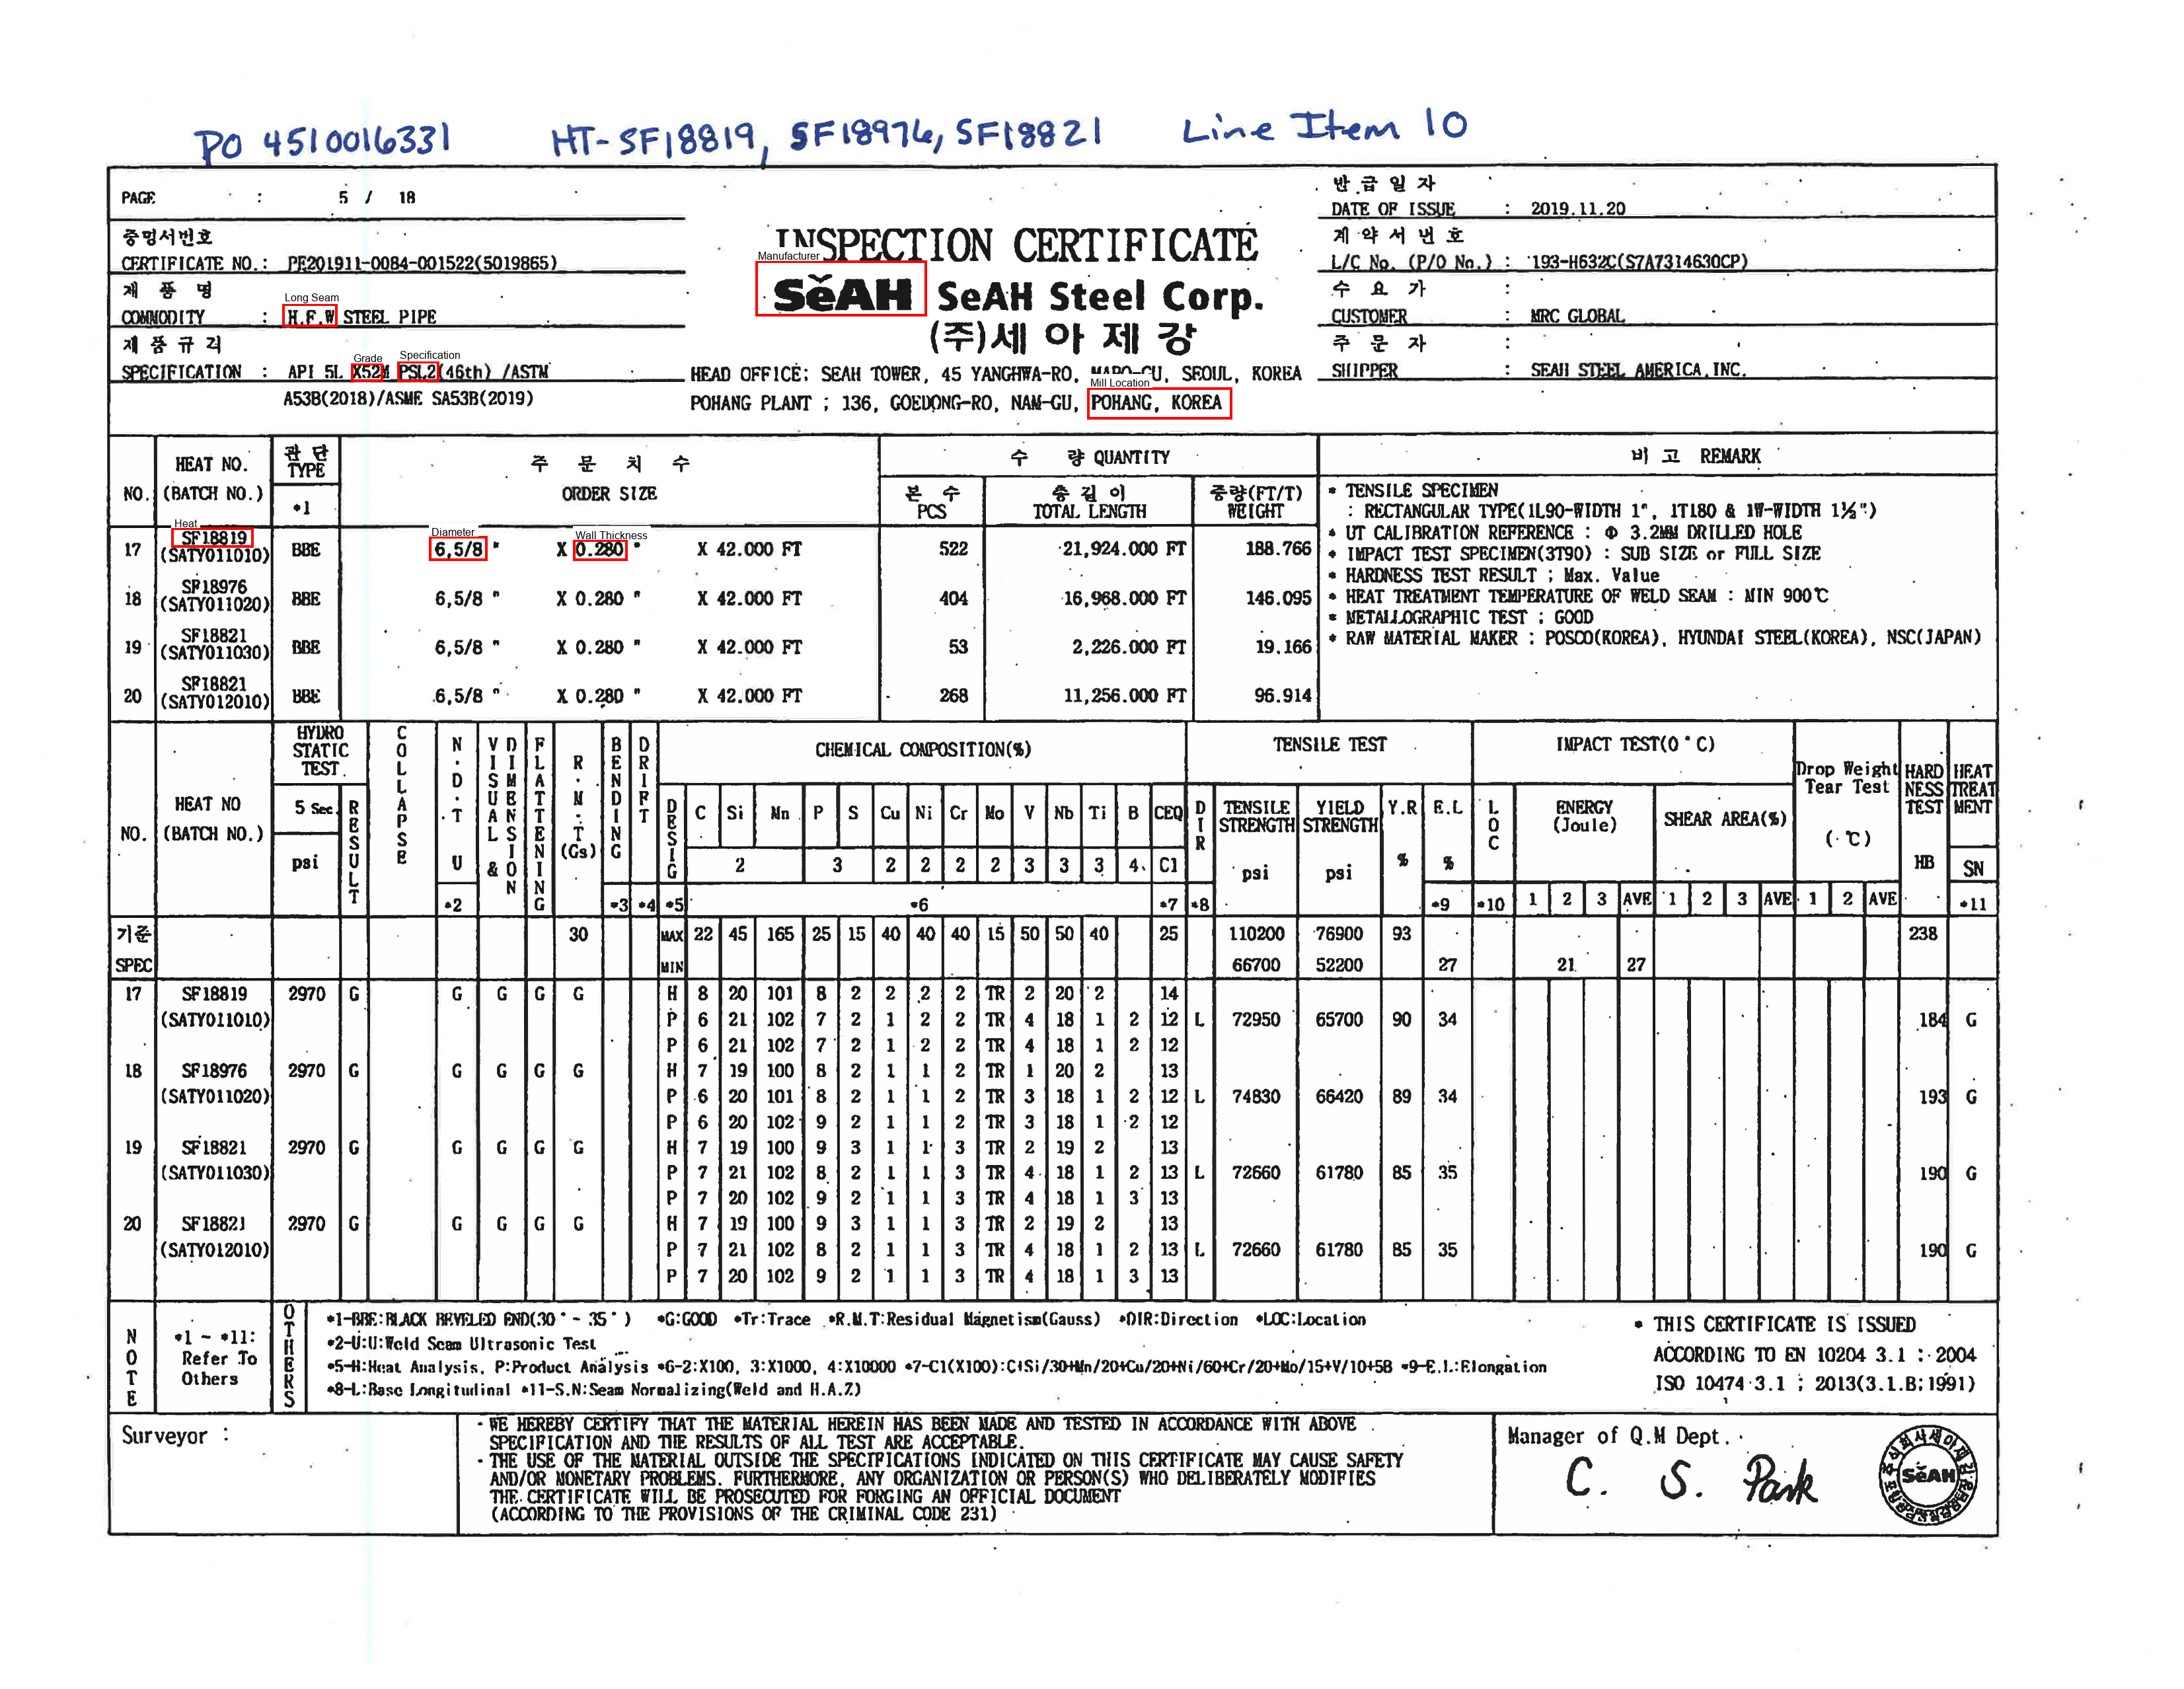 PO 4510016331 HT-SF18819, SF18976, SF18821 Line Item 10
PAGE : 5 / 18
중명서번호
CERTIFICATE NO.: PE201911-0084-001522(5019865)
제 품 명
Long Seam
COMMODITY : H.F.W STEEL PIPE
제 품 규 격
Grade Specification
SPECIFICATION : API 5L X52M PSL2(46th) /ASTM
A53B(2018)/ASME SA53B(2019)
INSPECTION CERTIFICATE
Manufacturer
SeAH SeAH Steel Corp.
(주)세 아 제 강
HEAD OFFICE; SEAH TOWER, 45 YANGHWA-RO, MAPO-CU, SEOUL, KOREA
Mill Location
POHANG PLANT ; 136, GOEDONG-RO, NAM-GU, POHANG, KOREA
반 급 일 자
DATE OF ISSUE : 2019.11.20
계 약 서 번 호
L/C No. (P/O No.) : 193-H632C(S7A7314630CP)
수 요 가 :
CUSTOMER : MRC GLOBAL
주 문 자 :
SHIPPER : SEAH STEEL AMERICA, INC.
NO. HEAT NO. (BATCH NO.) 관 단 TYPE *1 주 문 치 수 ORDER SIZE 수 량 QUANTITY 비 고 REMARK
본 수 PCS 총 길 이 TOTAL LENGTH 중량(FT/T) WEIGHT
Heat Diameter Wall Thickness
17 SF18819 (SATY011010) BBE 6,5/8 " X 0.280 " X 42.000 FT 522 21,924.000 FT 188.766
18 SF18976 (SATY011020) BBE 6,5/8 " X 0.280 " X 42.000 FT 404 16,968.000 FT 146.095
19 SF18821 (SATY011030) BBE 6,5/8 " X 0.280 " X 42.000 FT 53 2,226.000 FT 19.166
20 SF18821 (SATY012010) BBE 6,5/8 " X 0.280 " X 42.000 FT 268 11,256.000 FT 96.914
* TENSILE SPECIMEN
: RECTANGULAR TYPE(1L90-WIDTH 1", 1T180 & 1W-WIDTH 1½")
* UT CALIBRATION REFERENCE : Φ 3.2MM DRILLED HOLE
* IMPACT TEST SPECIMEN(3T90) : SUB SIZE or FULL SIZE
* HARDNESS TEST RESULT ; Max. Value
* HEAT TREATMENT TEMPERATURE OF WELD SEAM : MIN 900℃
* METALLOGRAPHIC TEST ; GOOD
* RAW MATERIAL MAKER : POSCO(KOREA), HYUNDAI STEEL(KOREA), NSC(JAPAN)
NO. HEAT NO (BATCH NO.) HYDRO STATIC TEST 5 Sec. psi RESULT COLLAPSE N.D.T U *2 VISUAL & DIMENSION FLATTENING R.M.T (Gs) BENDING *3 DRIFT *4 DESIG *5
CHEMICAL COMPOSITION(%) TENSILE TEST IMPACT TEST(0°C) Drop Weight Tear Test (°C) HARDNESS TEST HB HEAT TREATMENT SN *11
C Si Mn P S Cu Ni Cr Mo V Nb Ti B CEQ DIR TENSILE STRENGTH psi YIELD STRENGTH psi Y.R % E.L % LOC ENERGY (Joule) SHEAR AREA(%)
2 3 2 2 2 2 3 3 3 4 C1
*6 *7 *8 *9 *10 1 2 3 AVE 1 2 3 AVE 1 2 AVE
기준 30 MAX 22 45 165 25 15 40 40 40 15 50 50 40 25 110200 76900 93 238
SPEC MIN 66700 52200 27 21 27
17 SF18819 2970 G G G G G H 8 20 101 8 2 2 2 2 TR 2 20 2 14
(SATY011010) P 6 21 102 7 2 1 2 2 TR 4 18 1 2 12 L 72950 65700 90 34 184 G
P 6 21 102 7 2 1 2 2 TR 4 18 1 2 12
18 SF18976 2970 G G G G G H 7 19 100 8 2 1 1 2 TR 1 20 2 13
(SATY011020) P 6 20 101 8 2 1 1 2 TR 3 18 1 2 12 L 74830 66420 89 34 193 G
P 6 20 102 9 2 1 1 2 TR 3 18 1 2 12
19 SF18821 2970 G G G G G H 7 19 100 9 3 1 1 3 TR 2 19 2 13
(SATY011030) P 7 21 102 8 2 1 1 3 TR 4 18 1 2 13 L 72660 61780 85 35 190 G
P 7 20 102 9 2 1 1 3 TR 4 18 1 3 13
20 SF18821 2970 G G G G G H 7 19 100 9 3 1 1 3 TR 2 19 2 13
(SATY012010) P 7 21 102 8 2 1 1 3 TR 4 18 1 2 13 L 72660 61780 85 35 190 G
P 7 20 102 9 2 1 1 3 TR 4 18 1 3 13
NOTE *1 ~ *11: Refer To Others OTHERS
*1-BBE:BLACK BEVELED END(30° - 35°) *G:GOOD *Tr:Trace *R.M.T:Residual Magnetism(Gauss) *DIR:Direction *LOC:Location
*2-U:U:Weld Seam Ultrasonic Test
*5-H:Heat Analysis, P:Product Analysis *6-2:X100, 3:X1000, 4:X10000 *7-C1(X100):C+Si/30+Mn/20+Cu/20+Ni/60+Cr/20+Mo/15+V/10+5B *9-E.L:Elongation
*8-L:Base Longitudinal *11-S.N:Seam Normalizing(Weld and H.A.Z)
* THIS CERTIFICATE IS ISSUED
ACCORDING TO EN 10204 3.1 : 2004
ISO 10474 3.1 ; 2013(3.1.B;1991)
Surveyor :
- WE HEREBY CERTIFY THAT THE MATERIAL HEREIN HAS BEEN MADE AND TESTED IN ACCORDANCE WITH ABOVE
SPECIFICATION AND THE RESULTS OF ALL TEST ARE ACCEPTABLE.
- THE USE OF THE MATERIAL OUTSIDE THE SPECIFICATIONS INDICATED ON THIS CERTIFICATE MAY CAUSE SAFETY
AND/OR MONETARY PROBLEMS. FURTHERMORE, ANY ORGANIZATION OR PERSON(S) WHO DELIBERATELY MODIFIES
THE CERTIFICATE WILL BE PROSECUTED FOR FORGING AN OFFICIAL DOCUMENT
(ACCORDING TO THE PROVISIONS OF THE CRIMINAL CODE 231)
Manager of Q.M Dept.
C. S. Park
SeAH